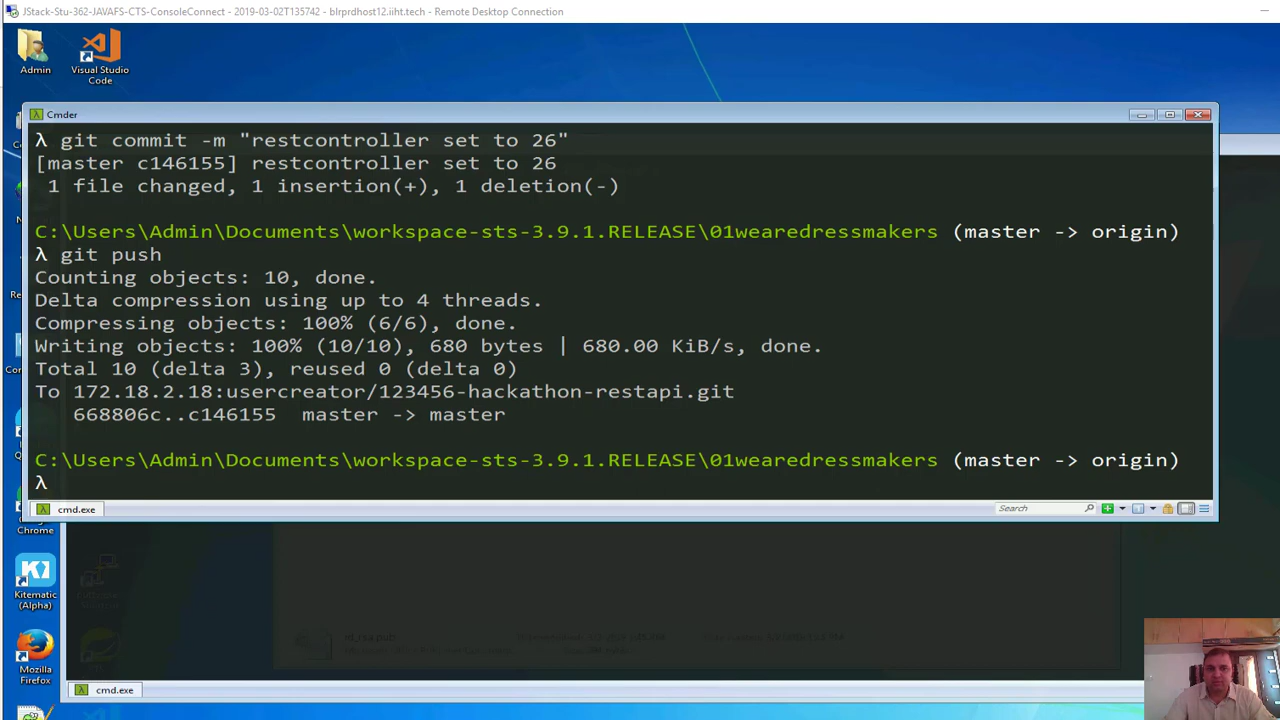 JStack-Stu-362-JAVAFS-CTS-ConsoleConnect - 2019-03-02T135742 - blrprdhost12.iiht.tech - Remote Desktop Connection
Admin
Visual Studio
Code
Cmder
λ git commit -m "restcontroller set to 26"
[master c146155] restcontroller set to 26
1 file changed, 1 insertion(+), 1 deletion(-)
C:\Users\Admin\Documents\workspace-sts-3.9.1.RELEASE\01wearedressmakers (master -> origin)
λ git push
Counting objects: 10, done.
Delta compression using up to 4 threads.
Compressing objects: 100% (6/6), done.
Writing objects: 100% (10/10), 680 bytes | 680.00 KiB/s, done.
Total 10 (delta 3), reused 0 (delta 0)
To 172.18.2.18:usercreator/123456-hackathon-restapi.git
668806c..c146155 master -> master
C:\Users\Admin\Documents\workspace-sts-3.9.1.RELEASE\01wearedressmakers (master -> origin)
λ
cmd.exe
Search
Chrome
Kitematic
(Alpha)
Mozilla
Firefox
cmd.exe